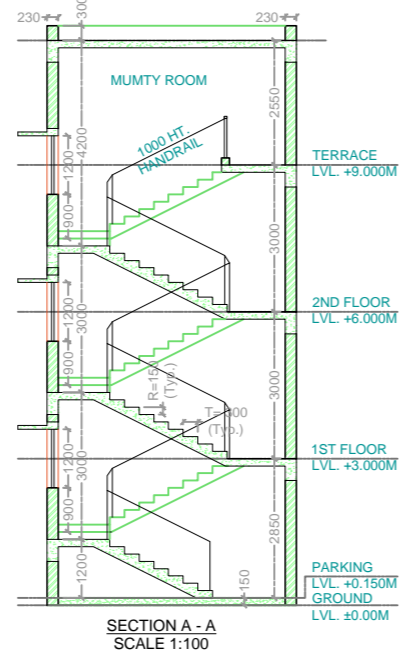 230
300
230
MUMTY ROOM
2550
1000 HT.
HANDRAIL
4200
1200
900
TERRACE
LVL. +9.000M
3000
2ND FLOOR
LVL. +6.000M
1200
3000
900
R=150
(Typ.)
T= 300
(Typ.)
3000
1ST FLOOR
LVL. +3.000M
1200
3000
900
2850
1200
150
PARKING
LVL. +0.150M
GROUND
LVL. ±0.00M
SECTION A - A
SCALE 1:100